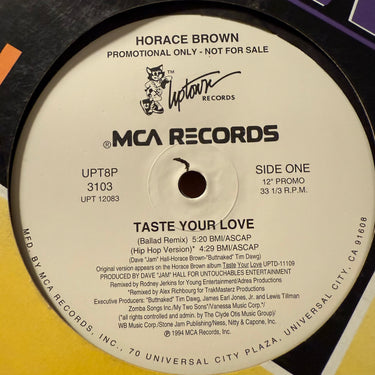 HORACE BROWN
PROMOTIONAL ONLY - NOT FOR SALE
TM
Uptown
RECORDS
®MCA RECORDS
UPT8P
3103
UPT 12083
SIDE ONE
12" PROMO
33 1/3 R.P.M.
TASTE YOUR LOVE
(Ballad Remix) 5:20 BMI/ASCAP
(Hip Hop Version)* 4:29 BMI/ASCAP
(Dave "Jam" Hall-Horace Brown-"Buttnaked" Tim Dawg)
Original version appears on the Horace Brown album Taste Your Love UPTD-11109
PRODUCED BY DAVE "JAM" HALL FOR UNTOUCHABLES ENTERTAINMENT
Remixed by Rodney Jerkins for Young Entertainment/Adrea Productions
*Remixed by Alex Richbourg for TrakMasterz Productions
Executive Producers: "Buttnaked" Tim Dawg, James Earl Jones, Jr. and Lewis Tillman
Zomba Songs Inc./My Two Sons/Varry White Music/
(*all rights controlled and admin. by The Clyde Otis Music Group)/
WB Music Corp./Stone Jam Publishing/Ness, Nitty & Capone, Inc.
℗©1994 MCA Records, Inc.
MFD. BY MCA RECORDS, INC., 70 UNIVERSAL CITY PLAZA, UNIVERSAL CITY, CA 91608